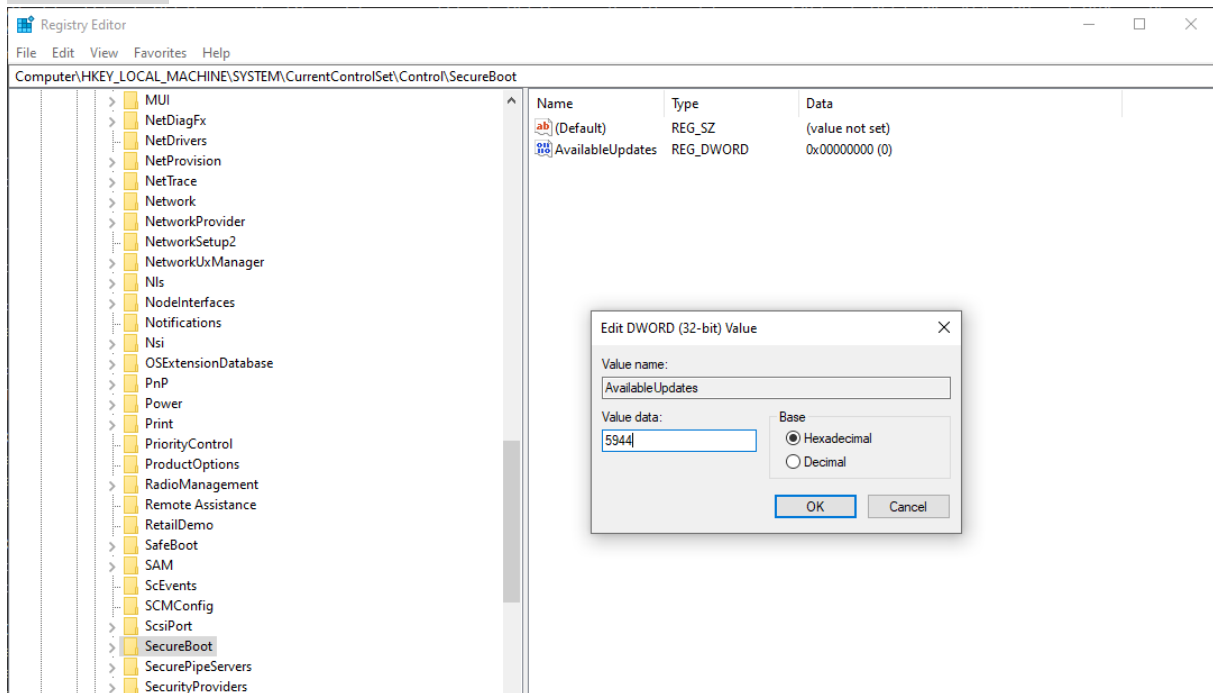 Registry Editor
File Edit View Favorites Help
Computer\HKEY_LOCAL_MACHINE\SYSTEM\CurrentControlSet\Control\SecureBoot
MUI
NetDiagFx
NetDrivers
NetProvision
NetTrace
Network
NetworkProvider
NetworkSetup2
NetworkUxManager
Nls
NodeInterfaces
Notifications
Nsi
OSExtensionDatabase
PnP
Power
Print
PriorityControl
ProductOptions
RadioManagement
Remote Assistance
RetailDemo
SafeBoot
SAM
ScEvents
SCMConfig
ScsiPort
SecureBoot
SecurePipeServers
SecurityProviders
Name Type Data
(Default) REG_SZ (value not set)
AvailableUpdates REG_DWORD 0x00000000 (0)
Edit DWORD (32-bit) Value
Value name:
AvailableUpdates
Value data:
5944
Base
Hexadecimal
Decimal
OK Cancel